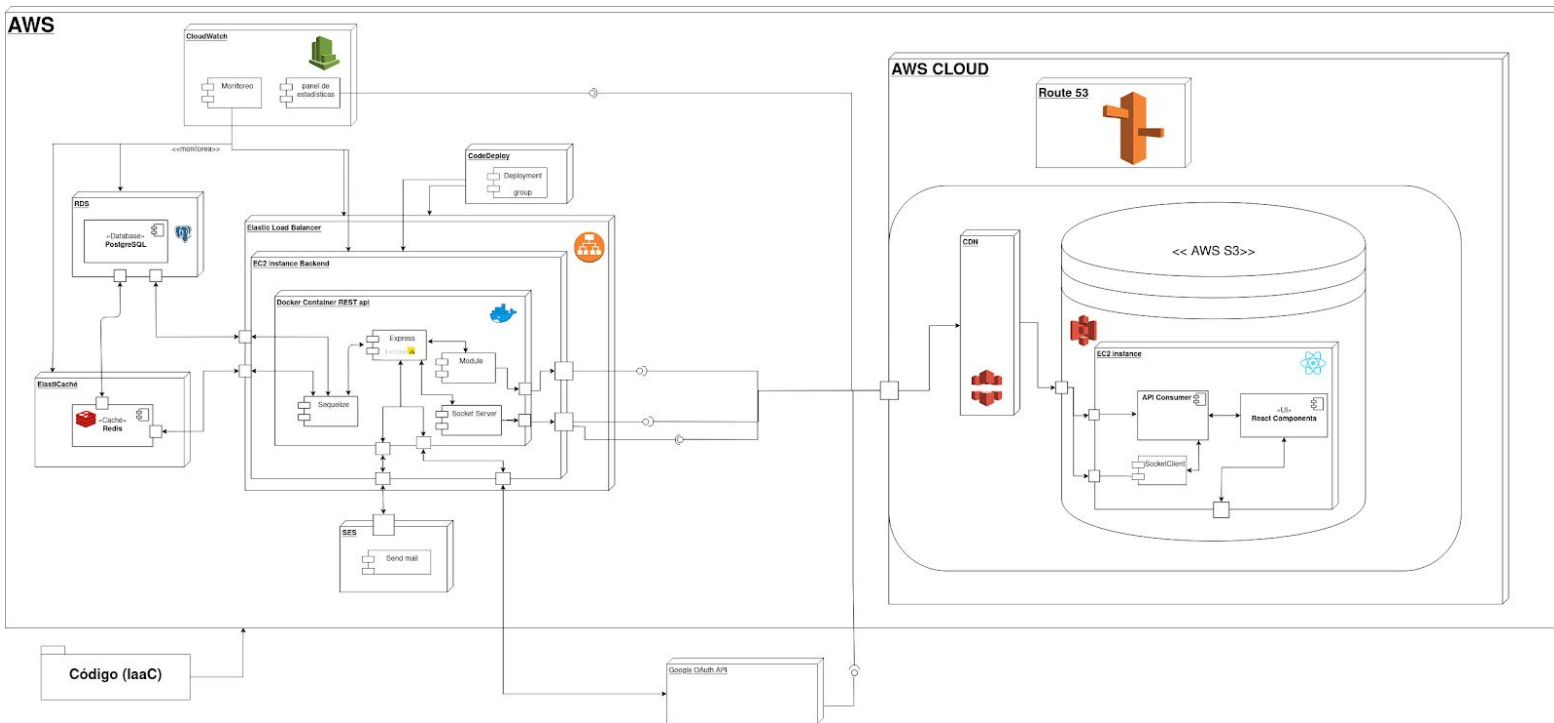 AWS
CloudWatch
Monitoreo
panel de
estadísticas
<<monitorea>>
CodeDeploy
Deployment
group
RDS
«Database»
PostgreSQL
Elastic Load Balancer
EC2 instance Backend
Docker Container REST api
Express
Express JS
Module
Sequelize
Socket Server
ElastiCaché
«Caché»
Redis
SES
Send mail
Código (IaaC)
Google OAuth API
AWS CLOUD
Route 53
CDN
<< AWS S3>>
EC2 instance
API Consumer
«UI»
React Components
SocketClient